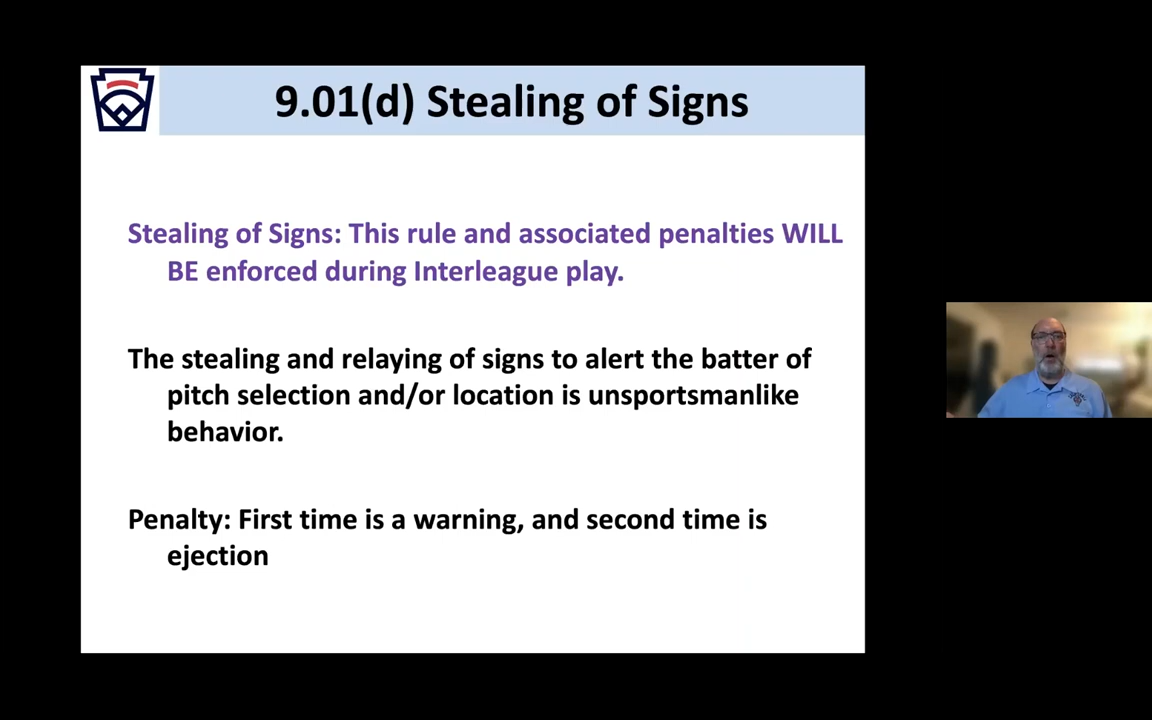 9.01(d) Stealing of Signs
Stealing of Signs: This rule and associated penalties WILL
BE enforced during Interleague play.
The stealing and relaying of signs to alert the batter of
pitch selection and/or location is unsportsmanlike
behavior.
Penalty: First time is a warning, and second time is
ejection